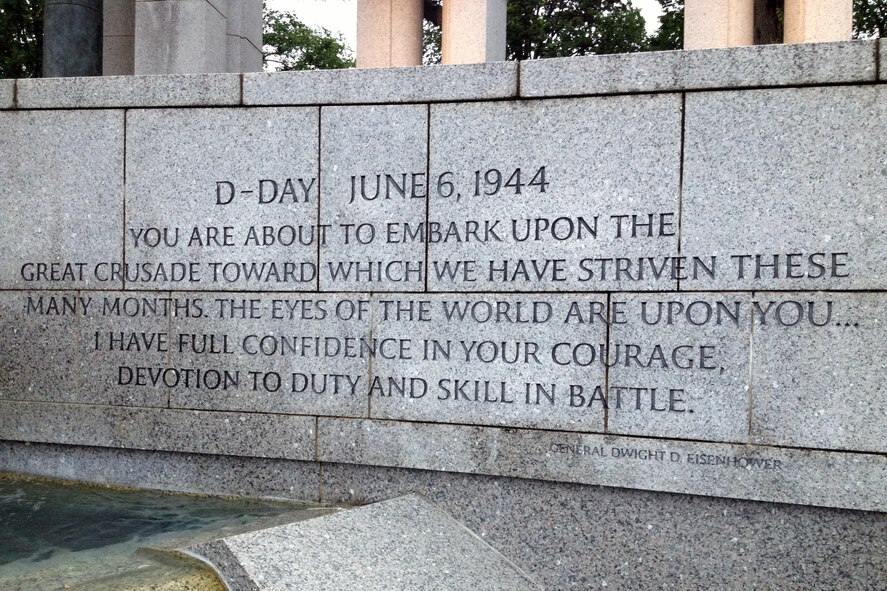 D-DAY JUNE 6, 1944
YOU ARE ABOUT TO EMBARK UPON THE
GREAT CRUSADE TOWARD WHICH WE HAVE STRIVEN THESE
MANY MONTHS. THE EYES OF THE WORLD ARE UPON YOU...
I HAVE FULL CONFIDENCE IN YOUR COURAGE,
DEVOTION TO DUTY AND SKILL IN BATTLE.
GENERAL DWIGHT D. EISENHOWER